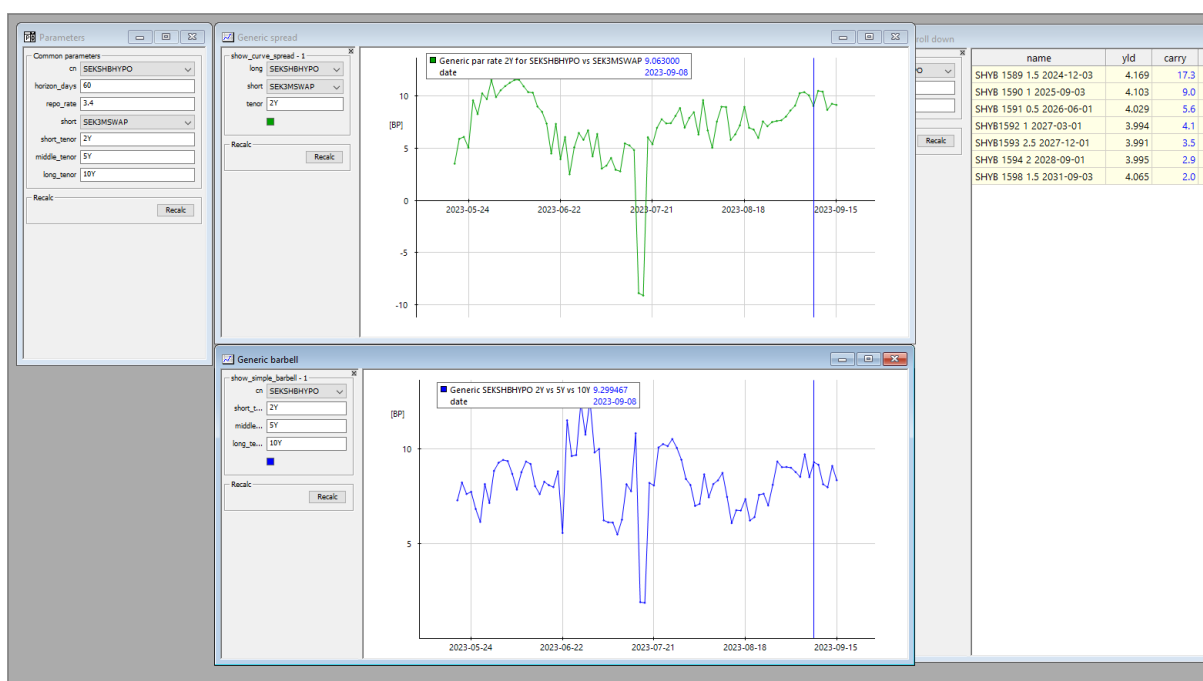 Parameters
Common parameters
cn SEKSHBHYPO
horizon_days 60
repo_rate 3.4
short SEK3MSWAP
short_tenor 2Y
middle_tenor 5Y
long_tenor 10Y
Recalc
Recalc
Generic spread
show_curve_spread - 1
long SEKSHBHYPO
short SEK3MSWAP
tenor 2Y
Recalc
Recalc
Generic par rate 2Y for SEKSHBHYPO vs SEK3MSWAP 9.063000
date 2023-09-08
[BP]
10
5
0
-5
-10
2023-05-24 2023-06-22 2023-07-21 2023-08-18 2023-09-15
Generic barbell
show_simple_barbell - 1
cn SEKSHBHYPO
short_t... 2Y
middle... 5Y
long_te... 10Y
Recalc
Recalc
Generic SEKSHBHYPO 2Y vs 5Y vs 10Y 9.299467
date 2023-09-08
[BP]
10
5
2023-05-24 2023-06-22 2023-07-21 2023-08-18 2023-09-15
roll down
Recalc
name yld carry
SHYB 1589 1.5 2024-12-03 4.169 17.3
SHYB 1590 1 2025-09-03 4.103 9.0
SHYB 1591 0.5 2026-06-01 4.029 5.6
SHYB1592 1 2027-03-01 3.994 4.1
SHYB1593 2.5 2027-12-01 3.991 3.5
SHYB 1594 2 2028-09-01 3.995 2.9
SHYB 1598 1.5 2031-09-03 4.065 2.0